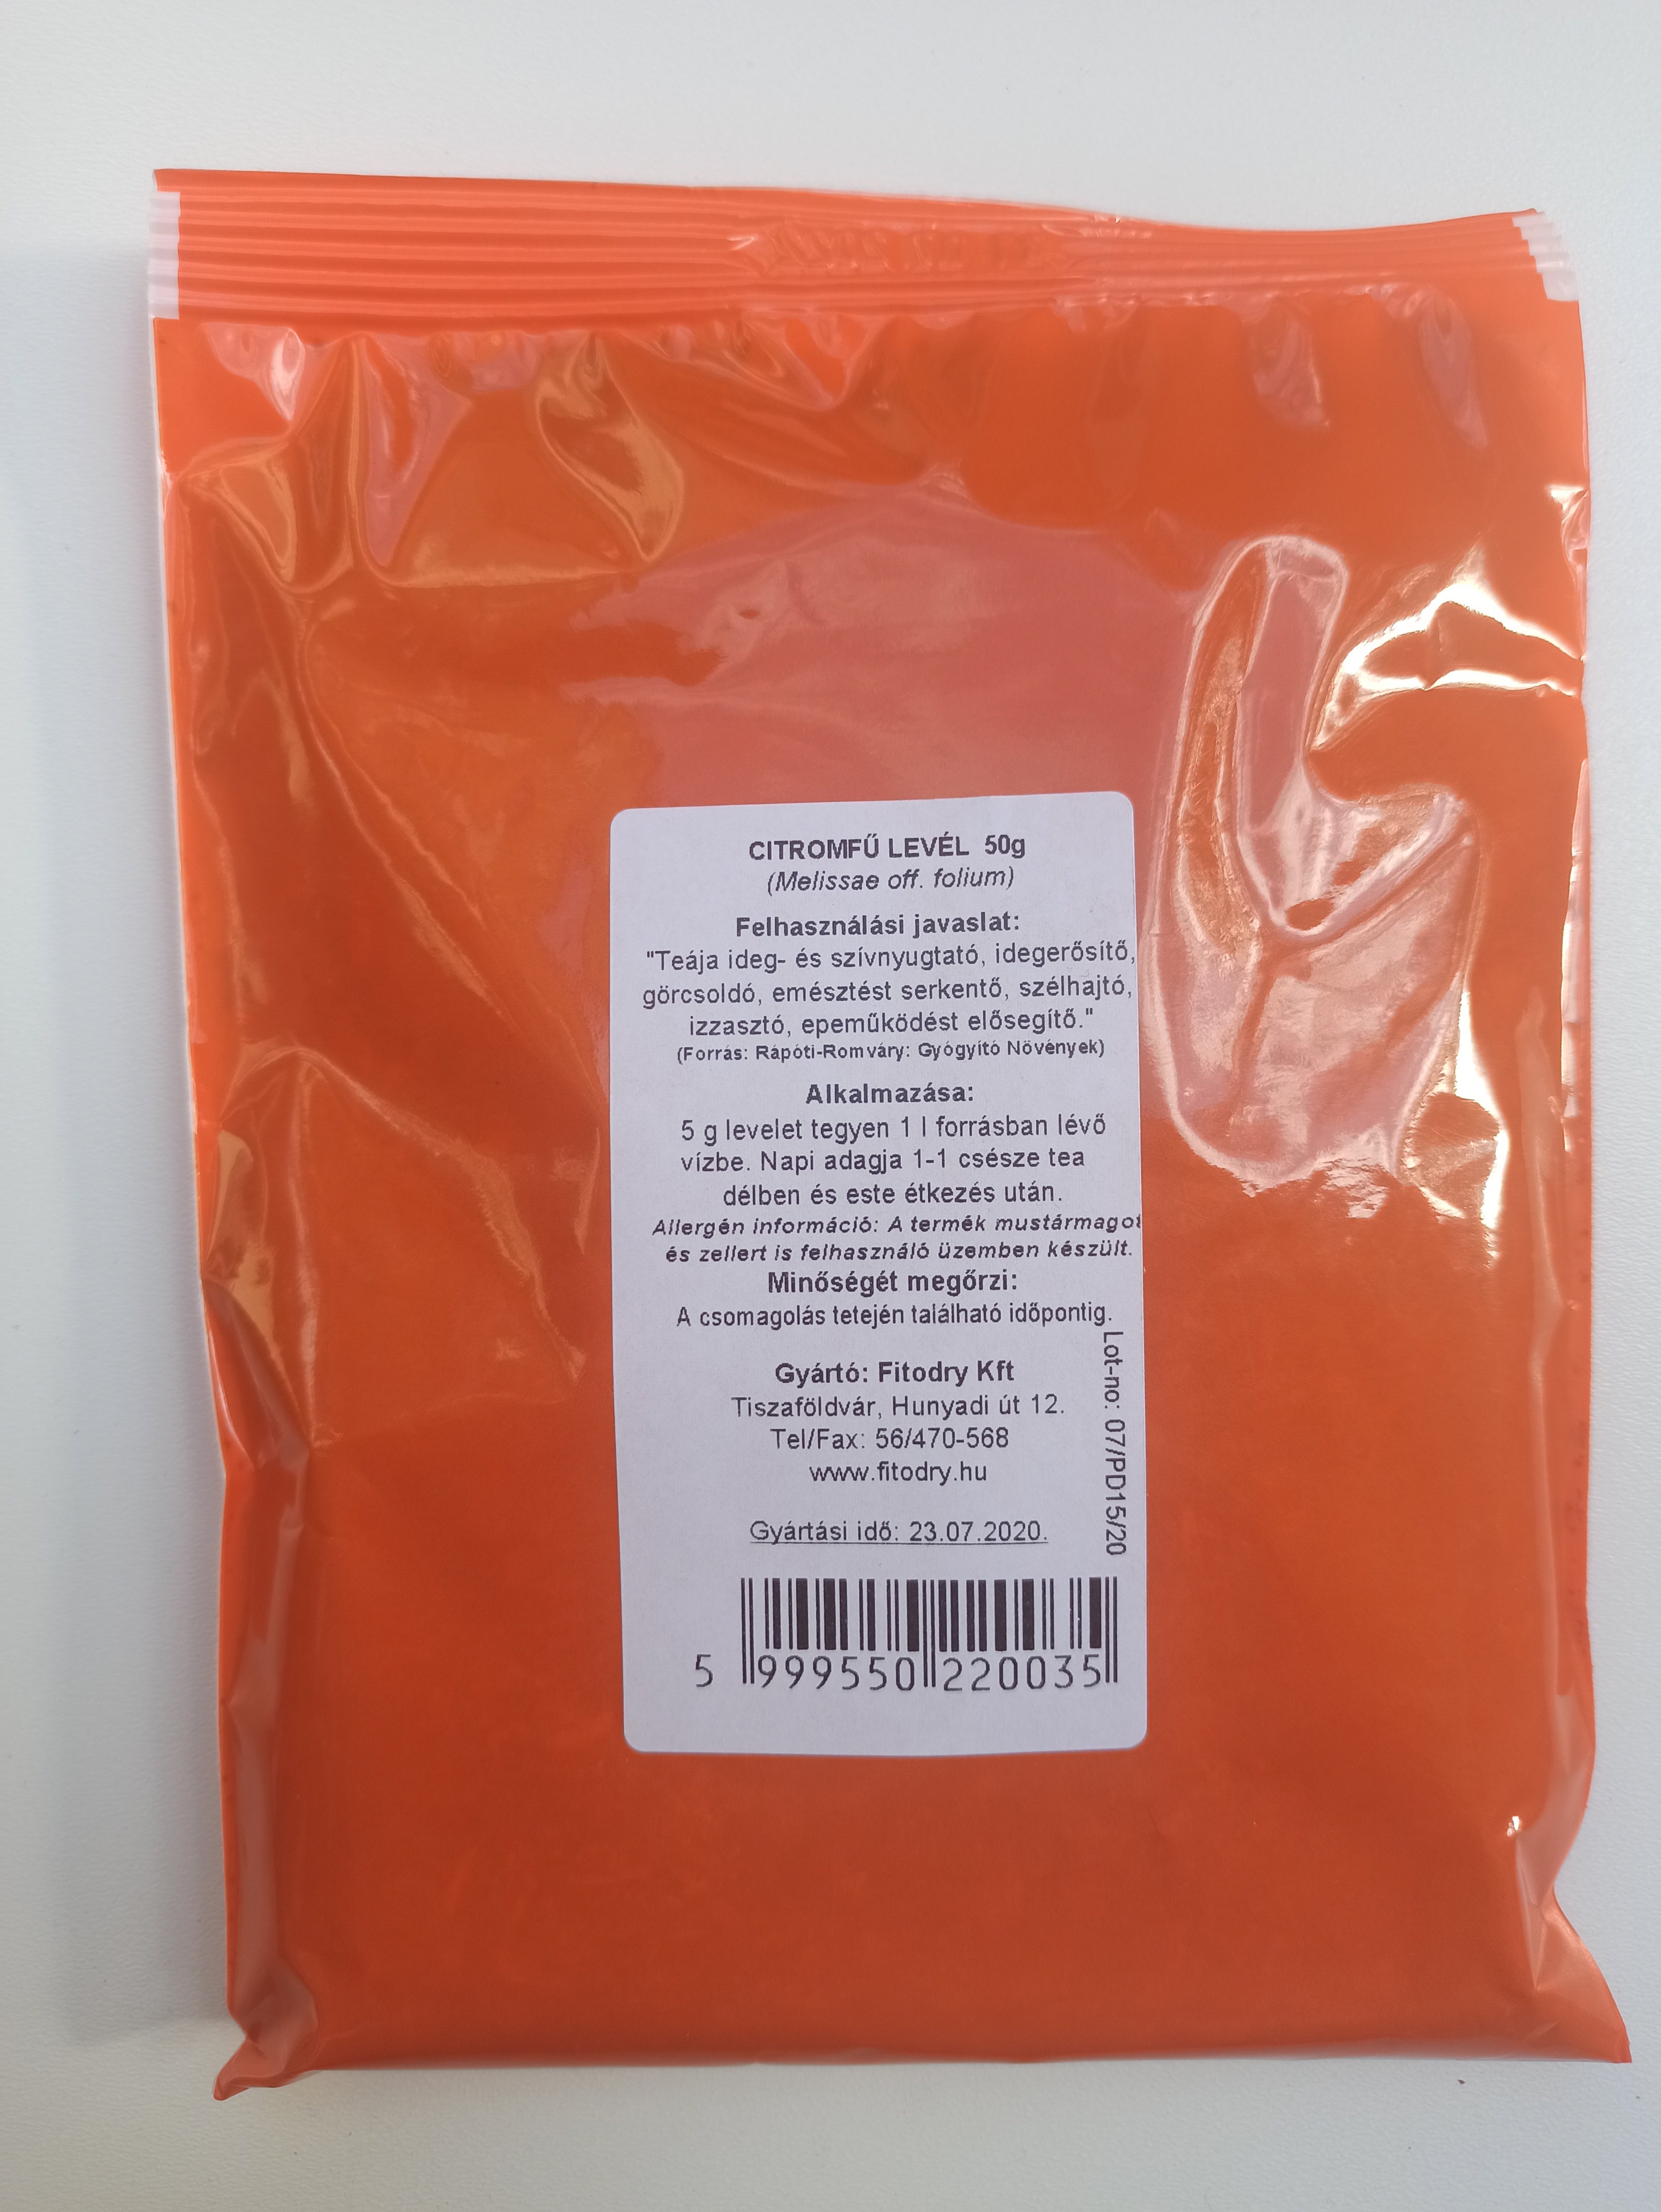 CITROMFŰ LEVÉL 50g
(Melissae off. folium)
Felhasználási javaslat:
"Teája ideg- és szívnyugtató, idegerősítő,
görcsoldó, emésztést serkentő, szélhajtó,
izzasztó, epeműködést elősegítő."
(Forrás: Rápóti-Romváry: Gyógyító Növények)
Alkalmazása:
5 g levelet tegyen 1 l forrásban lévő
vízbe. Napi adagja 1-1 csésze tea
délben és este étkezés után.
Allergén információ: A termék mustármagot
és zellert is felhasználó üzemben készült.
Minőségét megőrzi:
A csomagolás tetején található időpontig.
Gyártó: Fitodry Kft
Tiszaföldvár, Hunyadi út 12.
Tel/Fax: 56/470-568
www.fitodry.hu
Gyártási idő: 23.07.2020.
Lot-no: 07/PD15/20
5 999550 220035